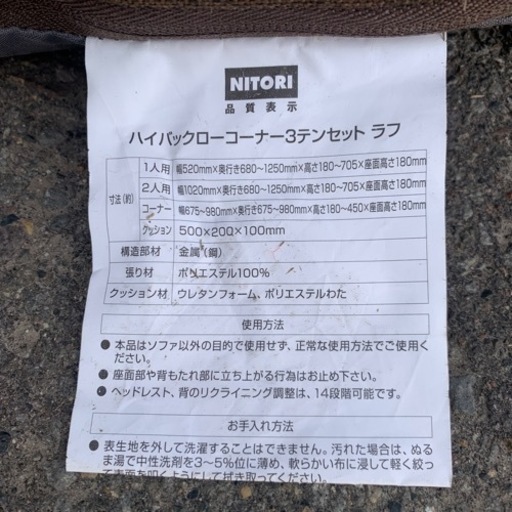 NITORI
品質表示
ハイバックローコーナー3テンセット ラフ
寸法(約)
1人用 幅520mm×奥行き680~1250mm×高さ180~705×座面高さ180mm
2人用 幅1020mm×奥行き680~1250mm×高さ180~705×座面高さ180mm
コーナー 幅675~980mm×奥行き675~980mm×高さ180~450×座面高さ180mm
クッション 500×200×100mm
構造部材 金属(鋼)
張り材 ポリエステル100%
クッション材 ウレタンフォーム、ポリエステルわた
使用方法
● 本品はソファ以外の目的で使用せず、正常な使用方法でご使用く
ださい。
● 座面部や背もたれ部に立ち上がる行為はお止め下さい。
● ヘッドレスト、背のリクライニング調整は、14段階可能です。
お手入れ方法
● 表生地を外して洗濯することはできません。汚れた場合は、ぬる
ま湯で中性洗剤を3~5%位に薄め、軟らかい布に浸して軽く絞っ
て表面を叩くようにして拭き取